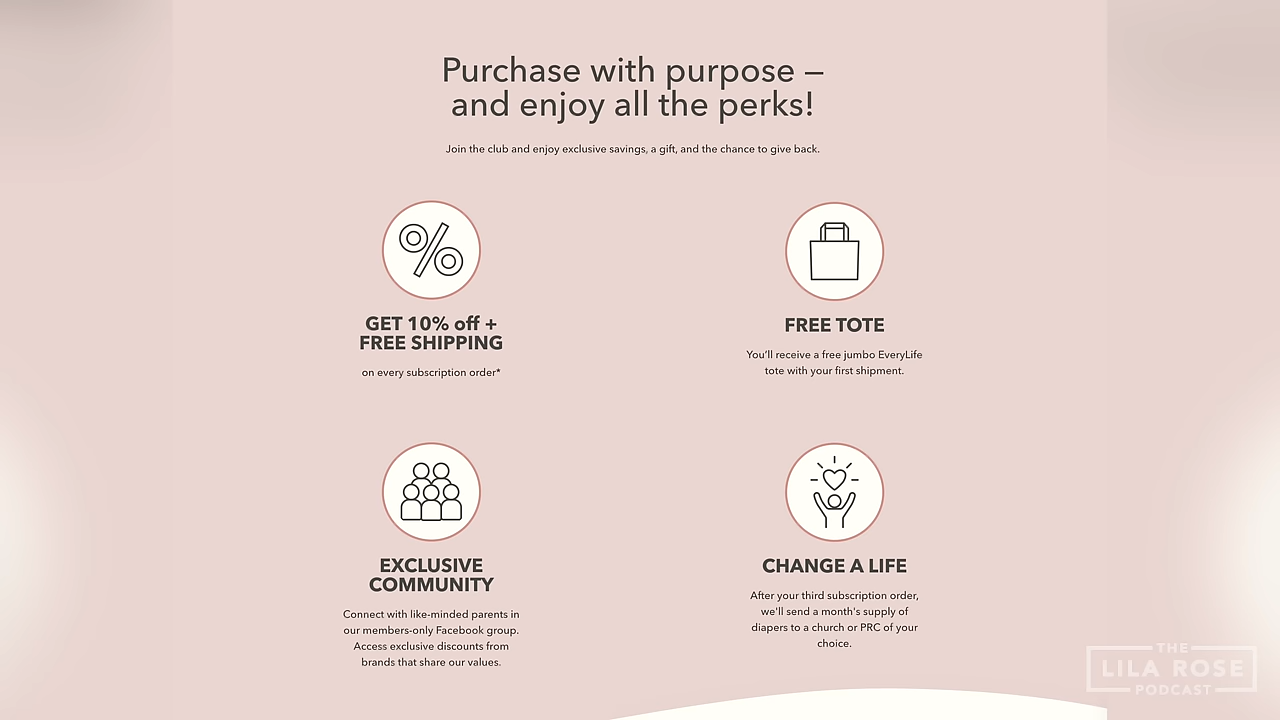 Purchase with purpose –
and enjoy all the perks!
Join the club and enjoy exclusive savings, a gift, and the chance to give back.
GET 10% off +
FREE SHIPPING
on every subscription order*
FREE TOTE
You'll receive a free jumbo EveryLife
tote with your first shipment.
EXCLUSIVE
COMMUNITY
Connect with like-minded parents in
our members-only Facebook group.
Access exclusive discounts from
brands that share our values.
CHANGE A LIFE
After your third subscription order,
we'll send a month's supply of
diapers to a church or PRC of your
choice.
THE
LILA ROSE
PODCAST